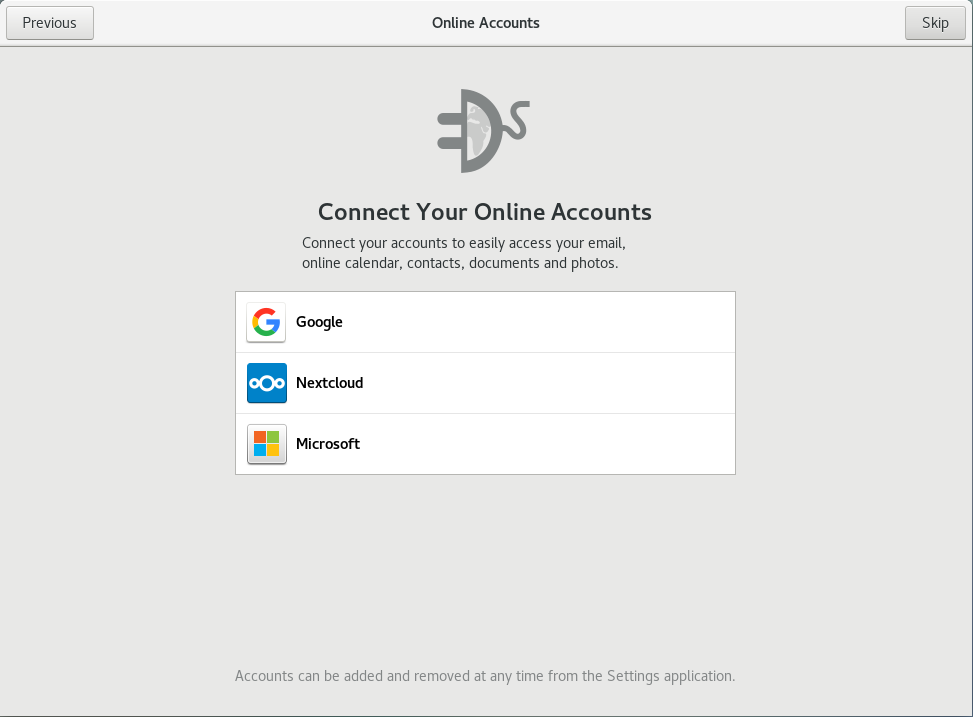 Previous
Online Accounts
Skip
Connect Your Online Accounts
Connect your accounts to easily access your email,
online calendar, contacts, documents and photos.
Google
Nextcloud
Microsoft
Accounts can be added and removed at any time from the Settings application.